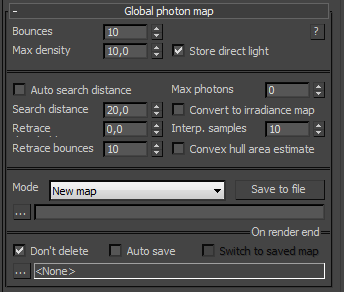 - Global photon map
Bounces 10 ?
Max density 10,0 Store direct light
Auto search distance Max photons 0
Search distance 20,0 Convert to irradiance map
Retrace 0,0 Interp. samples 10
Retrace bounces 10 Convex hull area estimate
Mode New map Save to file
...
On render end
Don't delete Auto save Switch to saved map
... <None>